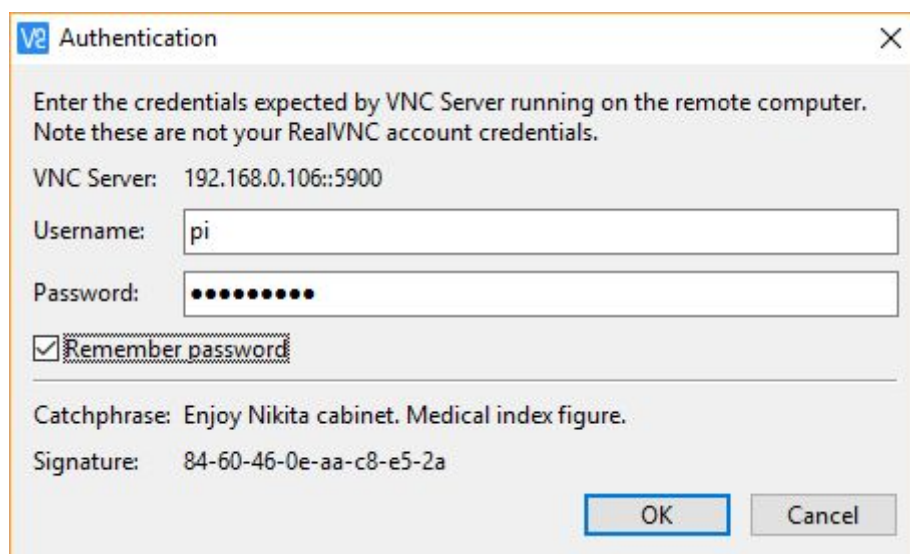 V2 Authentication
Enter the credentials expected by VNC Server running on the remote computer.
Note these are not your RealVNC account credentials.
VNC Server: 192.168.0.106::5900
Username: pi
Password: ●●●●●●●●●
Remember password
Catchphrase: Enjoy Nikita cabinet. Medical index figure.
Signature: 84-60-46-0e-aa-c8-e5-2a
OK Cancel